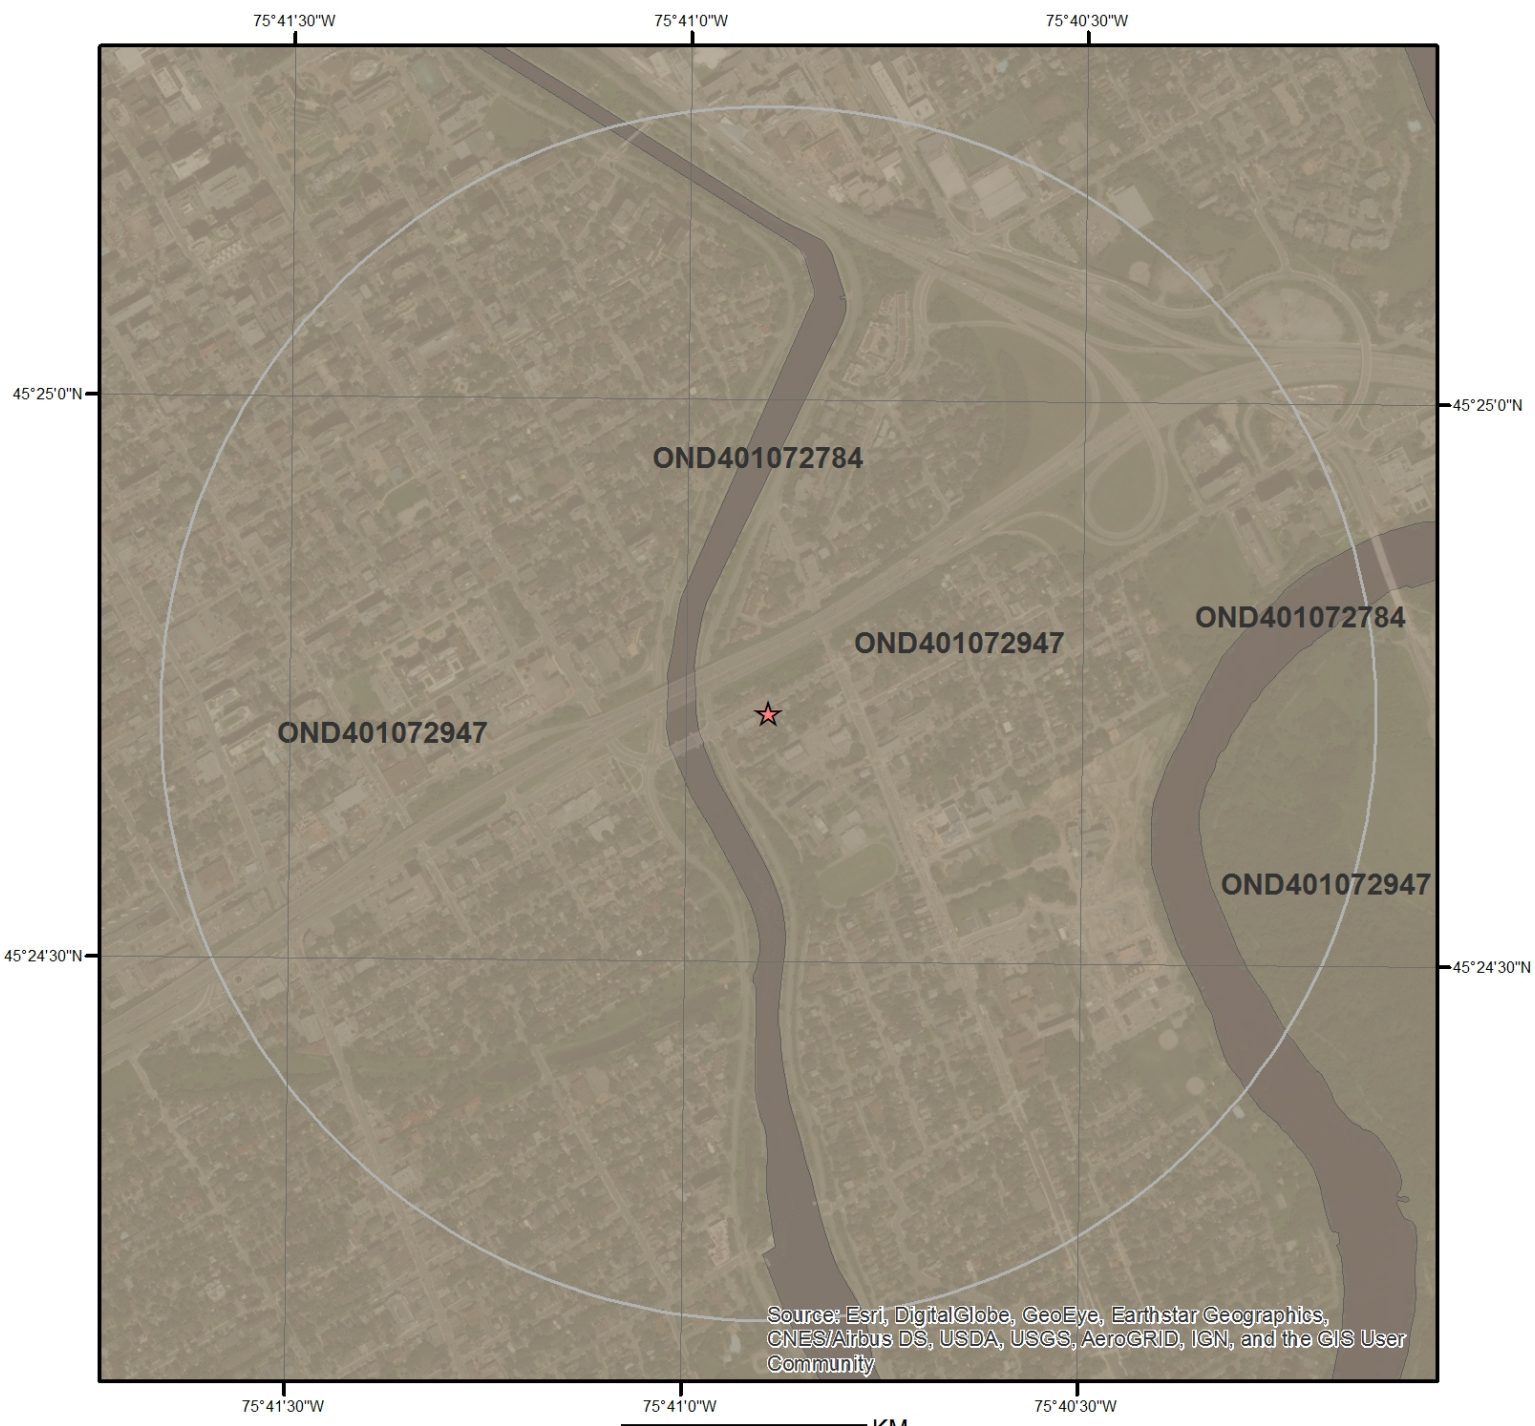 75°41'30"W 75°41'0"W 75°40'30"W
45°25'0"N
45°25'0"N
OND401072784
OND401072784
OND401072947
OND401072947
OND401072947
45°24'30"N
45°24'30"N
Source: Esri, DigitalGlobe, GeoEye, Earthstar Geographics,
CNES/Airbus DS, USDA, USGS, AeroGRID, IGN, and the GIS User
Community
75°41'30"W 75°41'0"W 75°40'30"W
KM